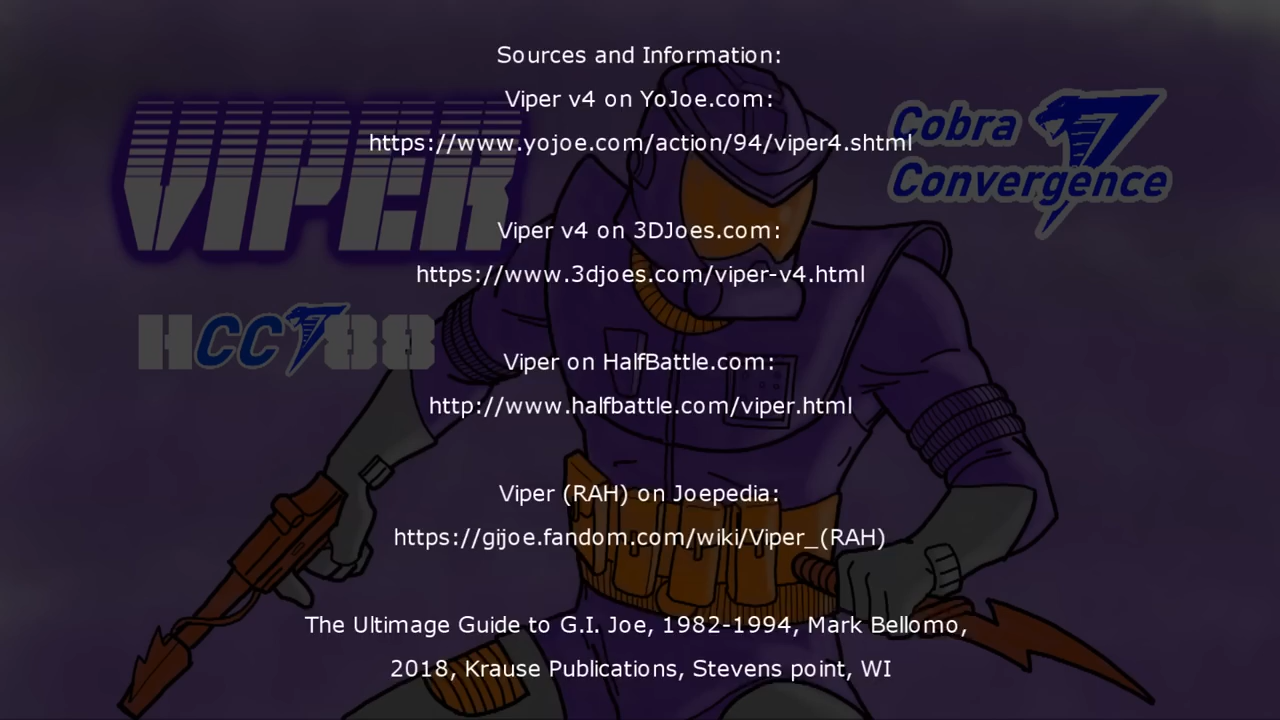 Sources and Information:
Viper v4 on YoJoe.com:
https://www.yojoe.com/action/94/viper4.shtml
VIPER
Cobra
Convergence
Viper v4 on 3DJoes.com:
https://www.3djoes.com/viper-v4.html
HCC788
Viper on HalfBattle.com:
http://www.halfbattle.com/viper.html
Viper (RAH) on Joepedia:
https://gijoe.fandom.com/wiki/Viper_(RAH)
The Ultimage Guide to G.I. Joe, 1982-1994, Mark Bellomo,
2018, Krause Publications, Stevens point, WI